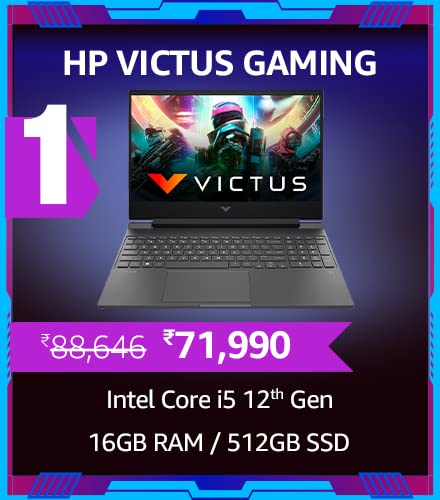 HP VICTUS GAMING
1
VICTUS
₹88,646 ₹71,990
Intel Core i5 12th Gen
16GB RAM / 512GB SSD